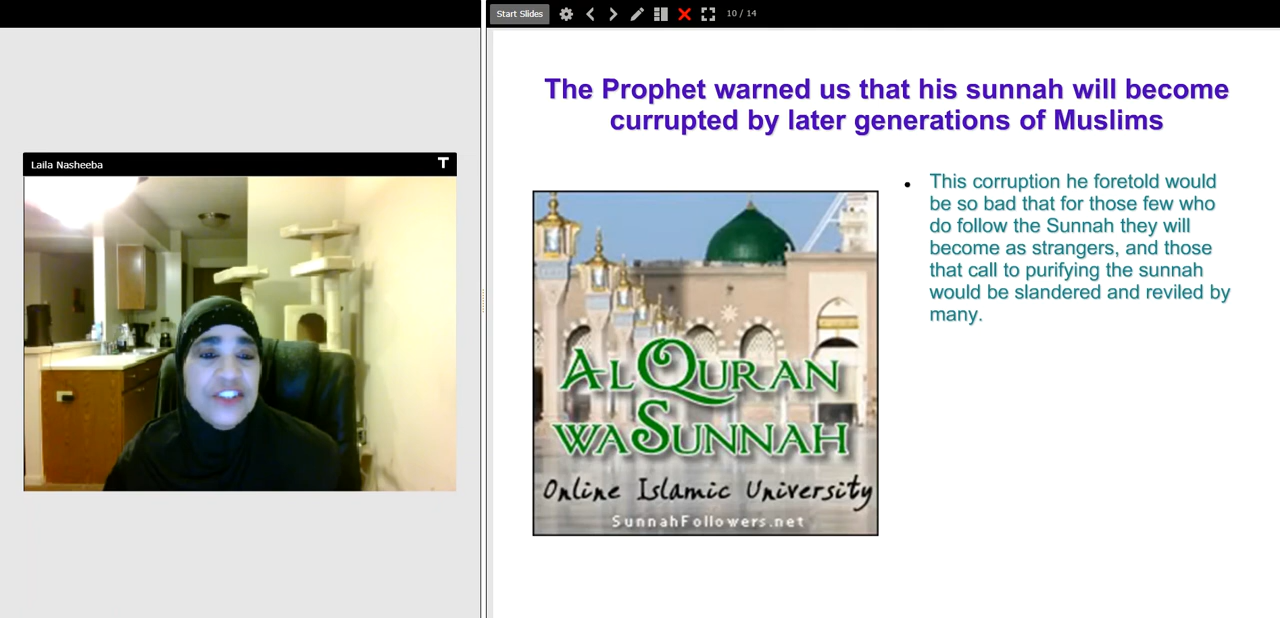 Start Slides
10 / 14
Laila Nasheeba
T
The Prophet warned us that his sunnah will become
currupted by later generations of Muslims
AlQuran
waSunnah
Online Islamic University
SunnahFollowers.net
• This corruption he foretold would
be so bad that for those few who
do follow the Sunnah they will
become as strangers, and those
that call to purifying the sunnah
would be slandered and reviled by
many.